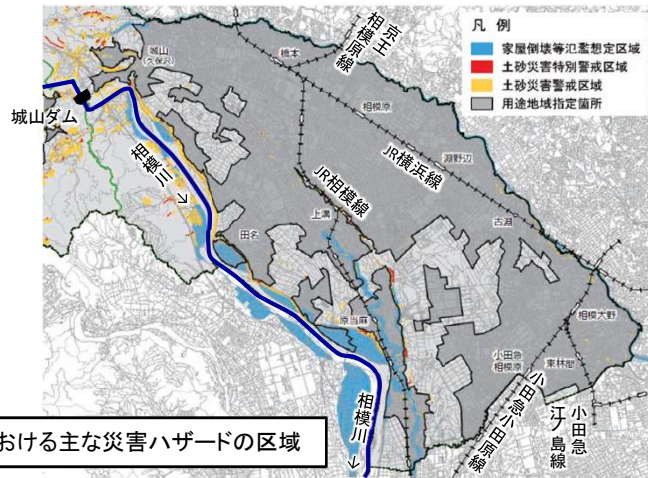 凡 例
家屋倒壊等氾濫想定区域
土砂災害特別警戒区域
土砂災害警戒区域
用途地域指定箇所
城山
(久保沢)
橋本
京王
相模原線
相模原
城山ダム
相模川
↓
淵野辺
JR横浜線
JR相模線
上溝
古淵
田名
原当麻
相模大野
小田急
相模原
東林間
小田急小田原線
小田急
江ノ島線
相模川
↓
おける主な災害ハザードの区域